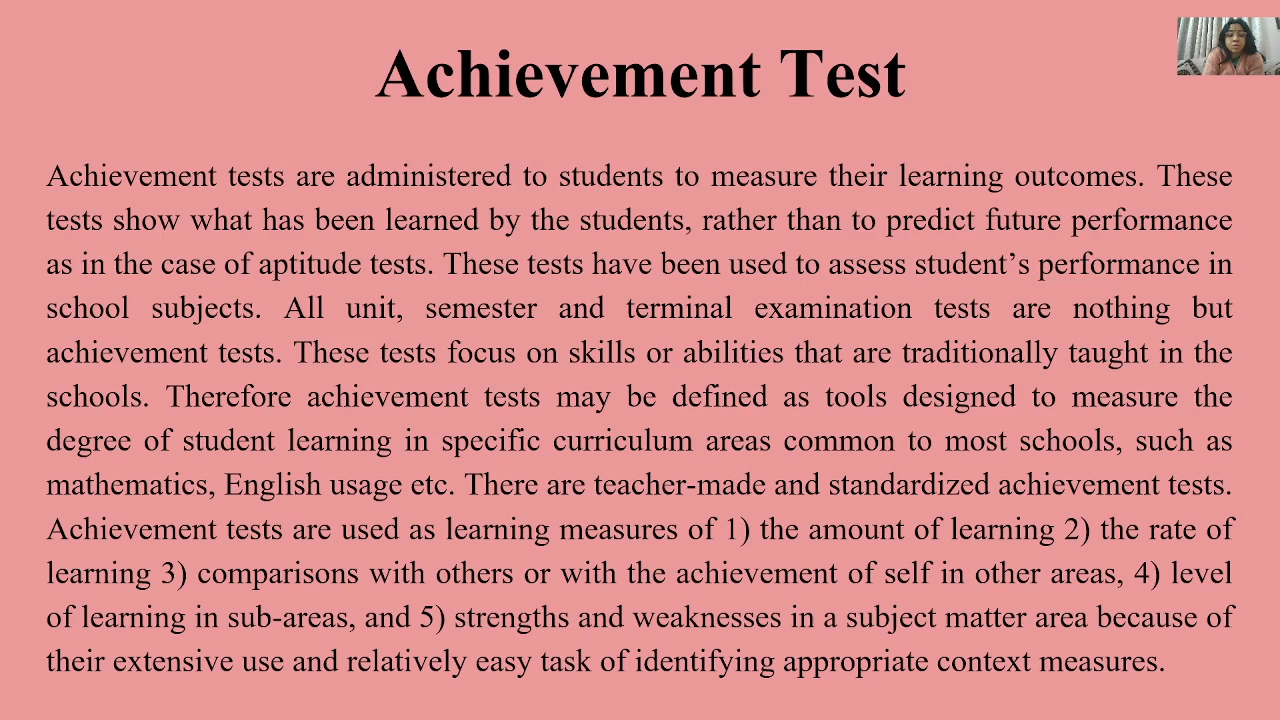 Achievement Test
Achievement tests are administered to students to measure their learning outcomes. These
tests show what has been learned by the students, rather than to predict future performance
as in the case of aptitude tests. These tests have been used to assess student’s performance in
school subjects. All unit, semester and terminal examination tests are nothing but
achievement tests. These tests focus on skills or abilities that are traditionally taught in the
schools. Therefore achievement tests may be defined as tools designed to measure the
degree of student learning in specific curriculum areas common to most schools, such as
mathematics, English usage etc. There are teacher-made and standardized achievement tests.
Achievement tests are used as learning measures of 1) the amount of learning 2) the rate of
learning 3) comparisons with others or with the achievement of self in other areas, 4) level
of learning in sub-areas, and 5) strengths and weaknesses in a subject matter area because of
their extensive use and relatively easy task of identifying appropriate context measures.